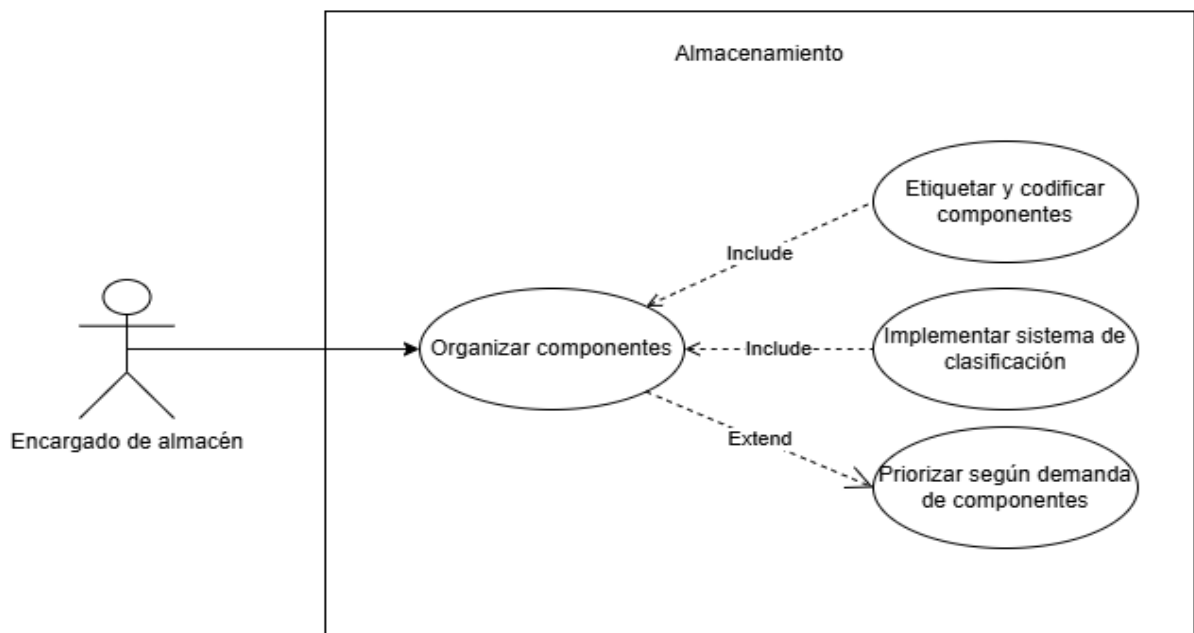 Almacenamiento
Etiquetar y codificar
componentes
Include
Organizar componentes
Include
Implementar sistema de
clasificación
Encargado de almacén
Extend
Priorizar según demanda
de componentes